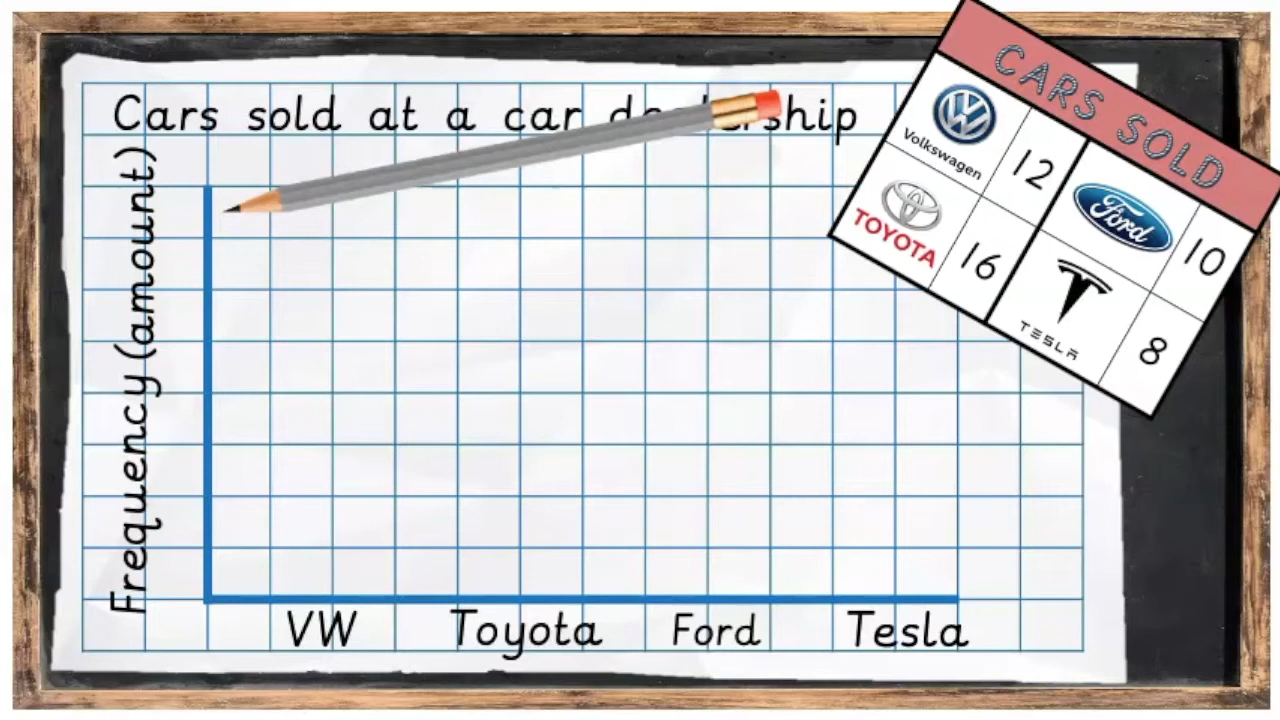 Cars sold at a car ship
Frequency (amount)
VW Toyota Ford Tesla
CARS SOLD
Volkswagen 12
Ford 10
TOYOTA 16
TESLA 8